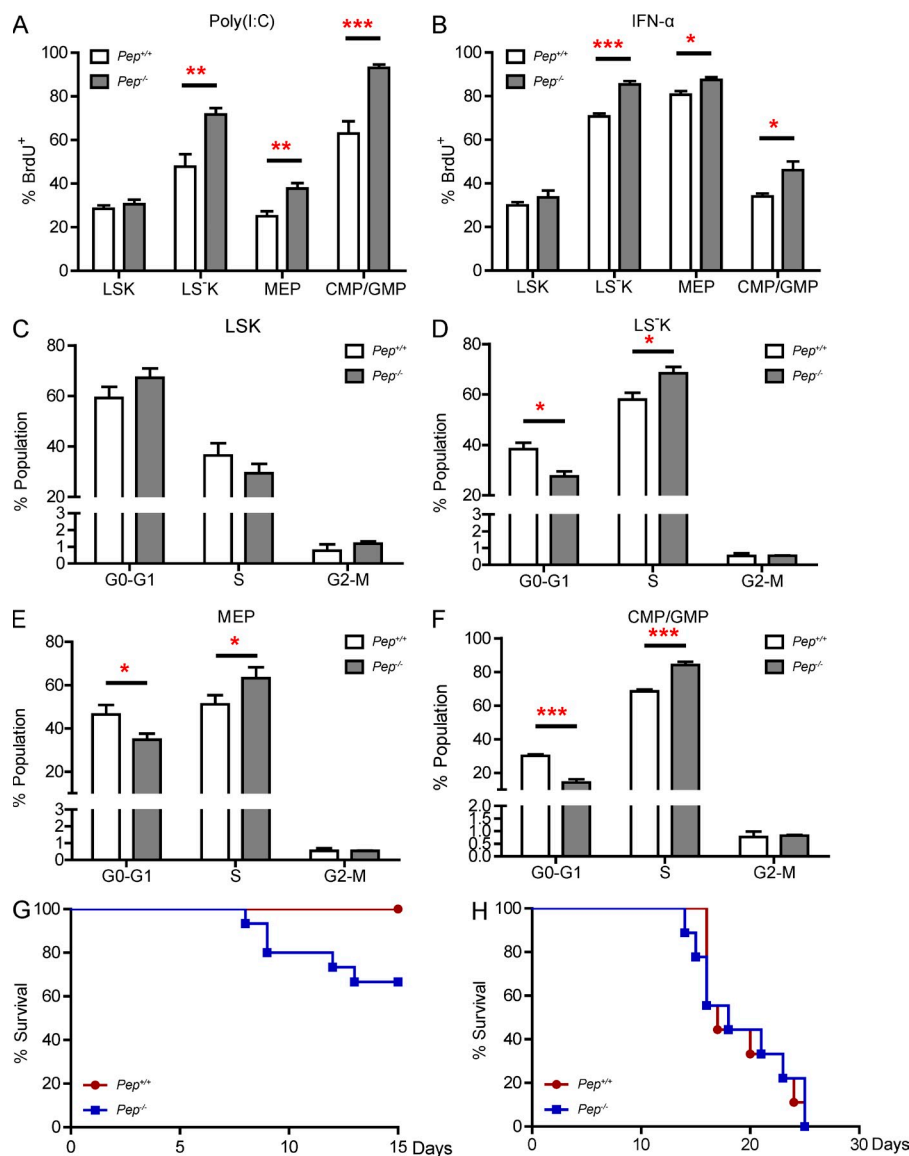 A
Poly(I:C)
***
100
80
60
40
20
0
% BrdU+
Pep+/+
Pep-/-
**
**
LSK
LS-K
MEP
CMP/GMP
B
IFN-α
100
80
60
40
20
0
% BrdU+
Pep+/+
Pep-/-
***
*
*
LSK
LS-K
MEP
CMP/GMP
C
LSK
80
60
40
20
3
2
1
0
% Population
Pep+/+
Pep-/-
G0-G1
S
G2-M
D
LS-K
80
60
40
20
3
2
1
0
% Population
Pep+/+
Pep-/-
*
*
G0-G1
S
G2-M
E
MEP
80
60
40
20
3
2
1
0
% Population
Pep+/+
Pep-/-
*
*
G0-G1
S
G2-M
F
CMP/GMP
100
80
60
40
20
2.0
1.5
1.0
0.5
0.0
% Population
Pep+/+
Pep-/-
***
***
G0-G1
S
G2-M
G
100
80
60
40
20
0
% Survival
Pep+/+
Pep-/-
0
5
10
15
Days
H
100
80
60
40
20
0
% Survival
Pep+/+
Pep-/-
0
10
20
30
Days